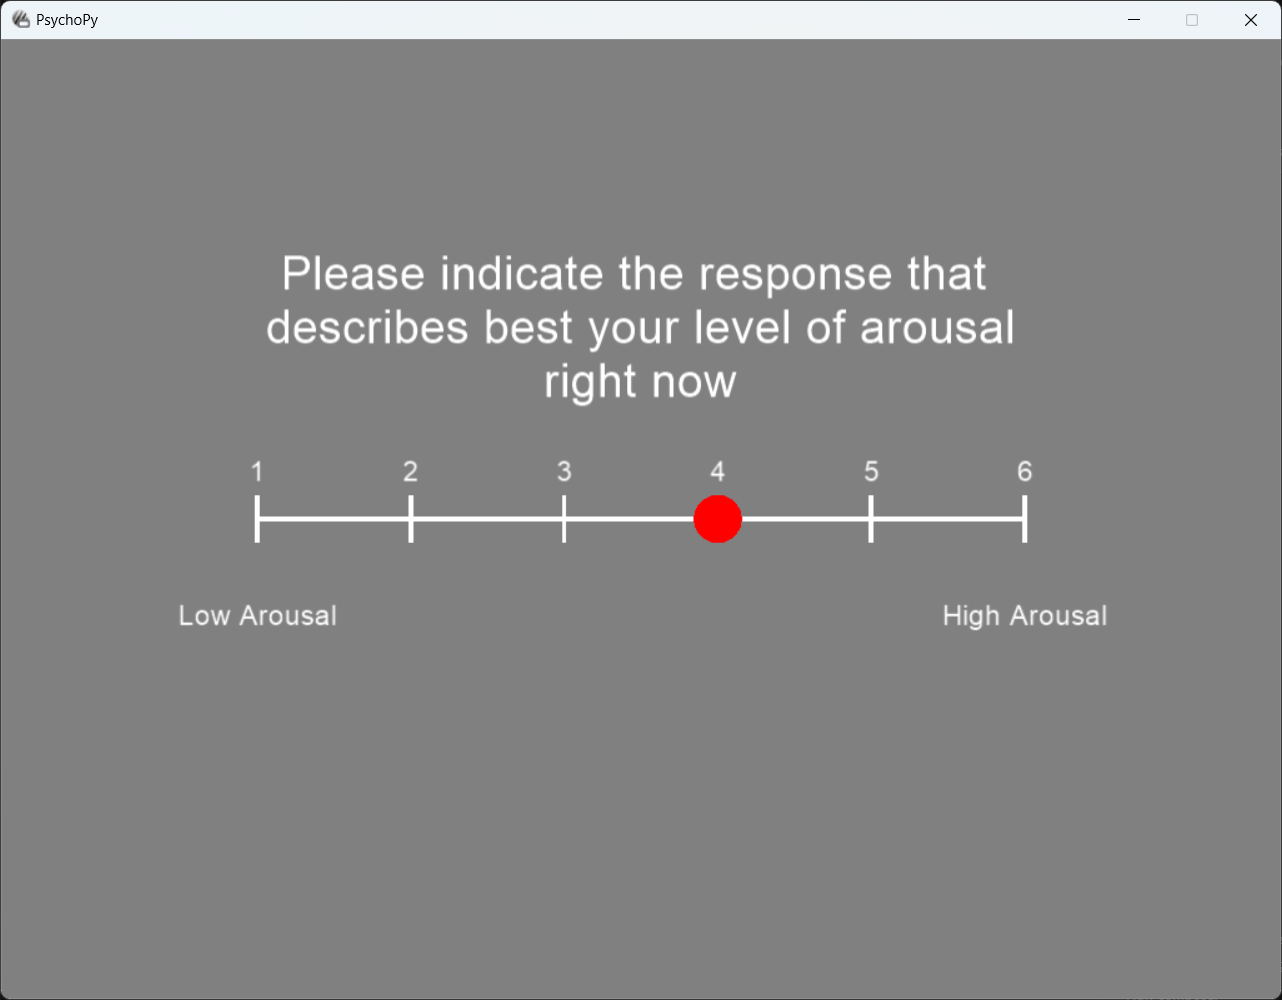 PsychoPy
Please indicate the response that
describes best your level of arousal
right now
1 2 3 4 5 6
Low Arousal High Arousal